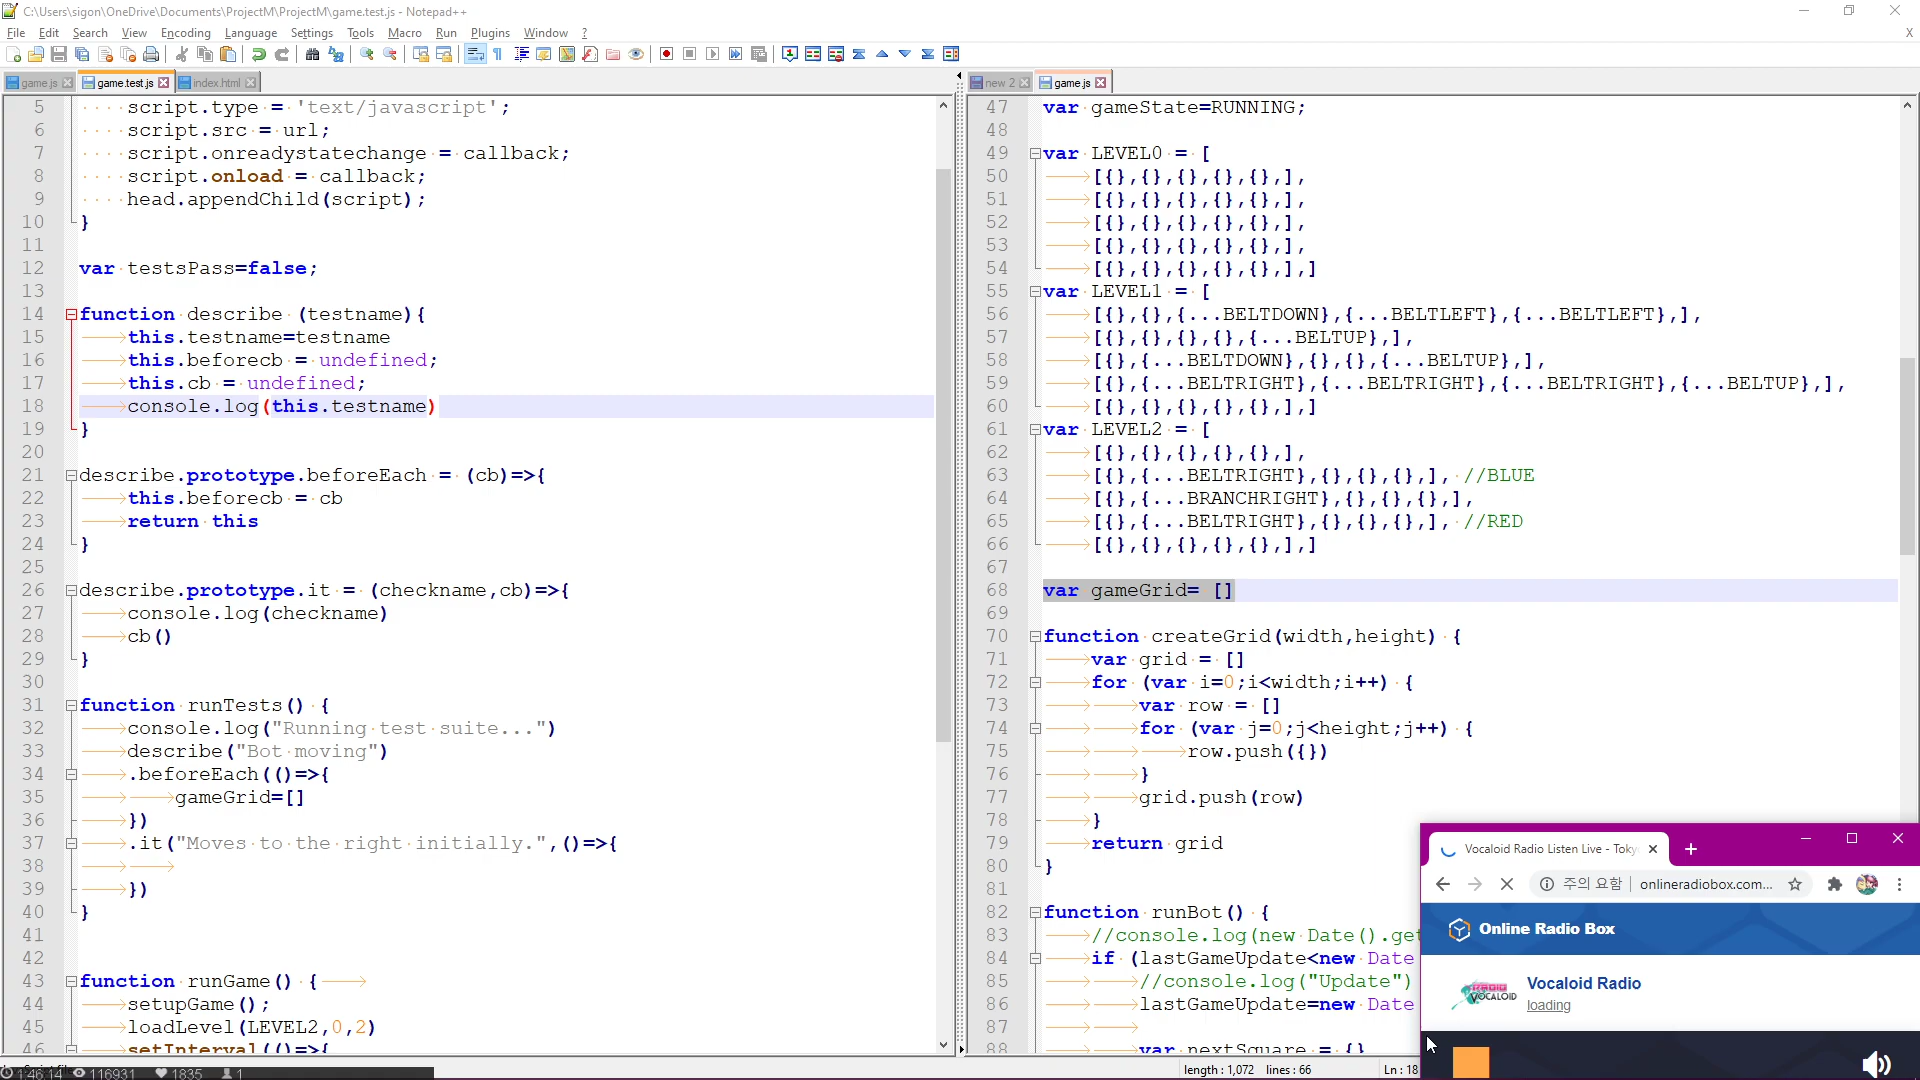 C:\Users\sigon\OneDrive\Documents\ProjectM\ProjectM\game.test.js - Notepad++
File Edit Search View Encoding Language Settings Tools Macro Run Plugins Window ? X
game.js game.test.js index.html
5 script.type = 'text/javascript';
6 script.src = url;
7 script.onreadystatechange = callback;
8 script.onload = callback;
9 head.appendChild(script);
10 }
11
12 var testsPass=false;
13
14 function describe (testname){
15 this.testname=testname
16 this.beforecb = undefined;
17 this.cb = undefined;
18 console.log(this.testname)
19 }
20
21 describe.prototype.beforeEach = (cb)=>{
22 this.beforecb = cb
23 return this
24 }
25
26 describe.prototype.it = (checkname,cb)=>{
27 console.log(checkname)
28 cb()
29 }
30
31 function runTests() {
32 console.log("Running test suite...")
33 describe("Bot moving")
34 .beforeEach(()=>{
35 gameGrid=[]
36 })
37 .it("Moves to the right initially.",()=>{
38
39 })
40 }
41
42
43 function runGame() {
44 setupGame();
45 loadLevel(LEVEL2,0,2)
46 setInterval(()=>{
new 2 game.js
47 var gameState=RUNNING;
48
49 var LEVEL0 = [
50 [{},{},{},{},{},],
51 [{},{},{},{},{},],
52 [{},{},{},{},{},],
53 [{},{},{},{},{},],
54 [{},{},{},{},{},],]
55 var LEVEL1 = [
56 [{},{},{...BELTDOWN},{...BELTLEFT},{...BELTLEFT},],
57 [{},{},{},{},{...BELTUP},],
58 [{},{...BELTDOWN},{},{},{...BELTUP},],
59 [{},{...BELTRIGHT},{...BELTRIGHT},{...BELTRIGHT},{...BELTUP},],
60 [{},{},{},{},{},],]
61 var LEVEL2 = [
62 [{},{},{},{},{},],
63 [{},{...BELTRIGHT},{},{},{},], //BLUE
64 [{},{...BRANCHRIGHT},{},{},{},],
65 [{},{...BELTRIGHT},{},{},{},], //RED
66 [{},{},{},{},{},],]
67
68 var gameGrid= []
69
70 function createGrid(width,height) {
71 var grid = []
72 for (var i=0;i<width;i++) {
73 var row = []
74 for (var j=0;j<height;j++) {
75 row.push({})
76 }
77 grid.push(row)
78 }
79 return grid
80 }
81
82 function runBot() {
83 //console.log(new Date().get
84 if (lastGameUpdate<new Date
85 //console.log("Update")
86 lastGameUpdate=new Date
87
88 var nextSquare = {}
Vocaloid Radio Listen Live - Toky
주의 요함 onlineradiobox.com...
Online Radio Box
RADIO VOCALOID
Vocaloid Radio
loading
1:46:14 116931 1835 1
length : 1,072 lines : 66 Ln : 18